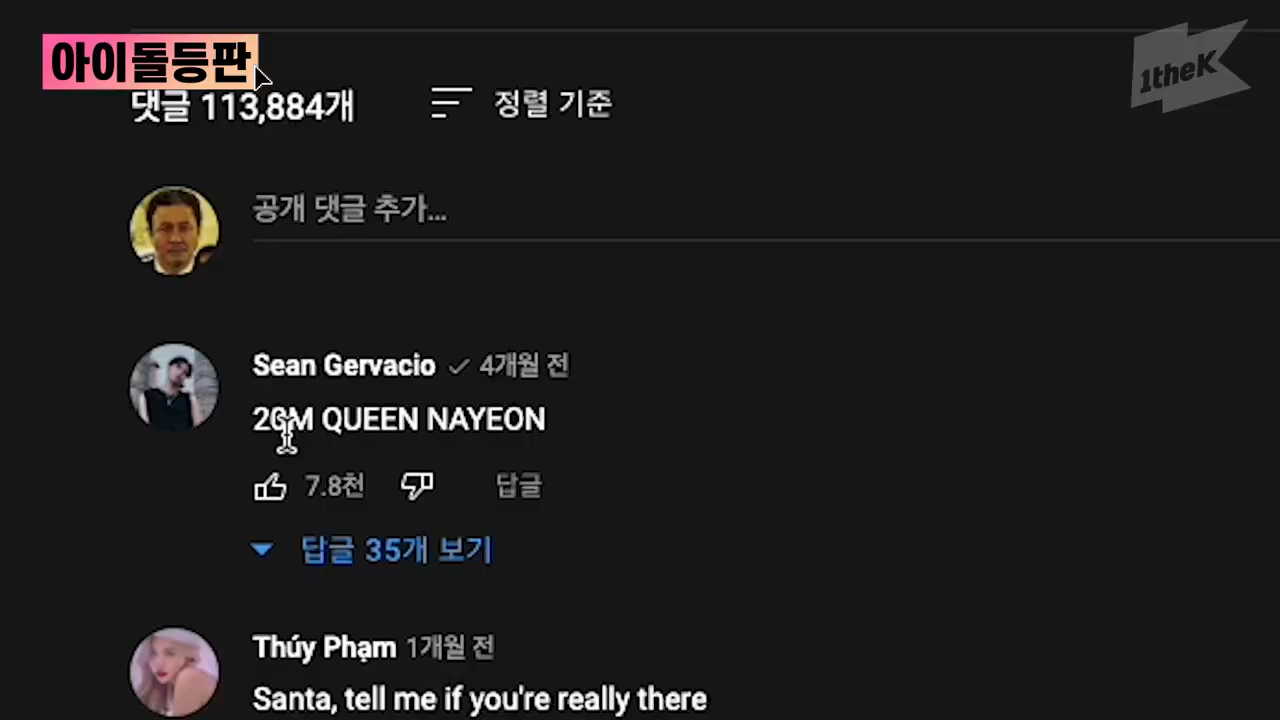 아이돌등판
1theK
댓글 113,884개
정렬 기준
공개 댓글 추가...
Sean Gervacio 4개월 전
20M QUEEN NAYEON
7.8천 답글
답글 35개 보기
Thúy Phạm 1개월 전
Santa, tell me if you're really there